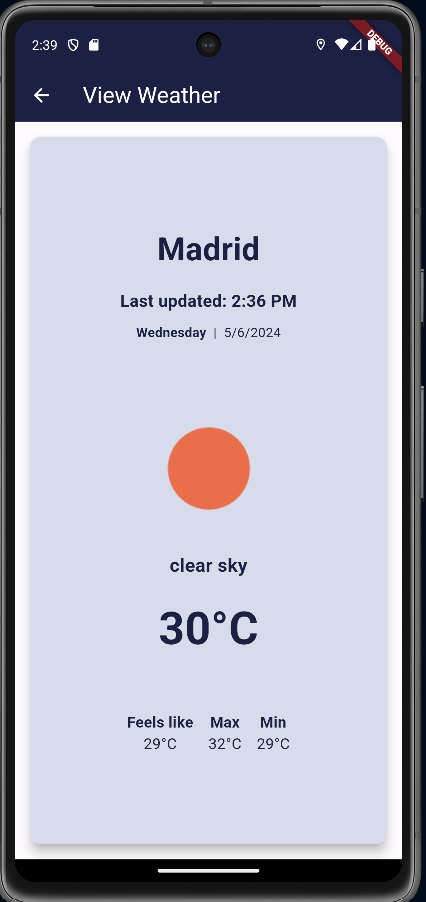 2:39
DEBUG
View Weather
Madrid
Last updated: 2:36 PM
Wednesday | 5/6/2024
clear sky
30°C
Feels like Max Min
29°C 32°C 29°C